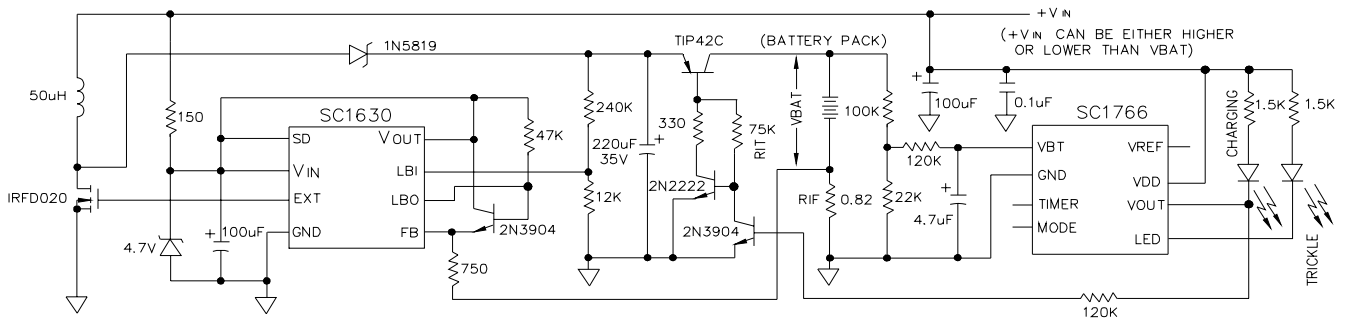 +VIN
(+VIN CAN BE EITHER HIGHER
OR LOWER THAN VBAT)
1N5819
TIP42C
(BATTERY PACK)
50uH
150
SC1630
SD
VIN
EXT
GND
VOUT
LBI
LBO
FB
47K
240K
12K
220uF
35V
+
330
75K
RIT
VBAT
100K
120K
100uF
+
0.1uF
SC1766
VBT
GND
TIMER
MODE
VREF
VDD
VOUT
LED
CHARGING
1.5K
1.5K
IRFD020
4.7V
+
100uF
2N3904
750
2N2222
2N3904
RIF
0.82
22K
+
4.7uF
120K
TRICKLE